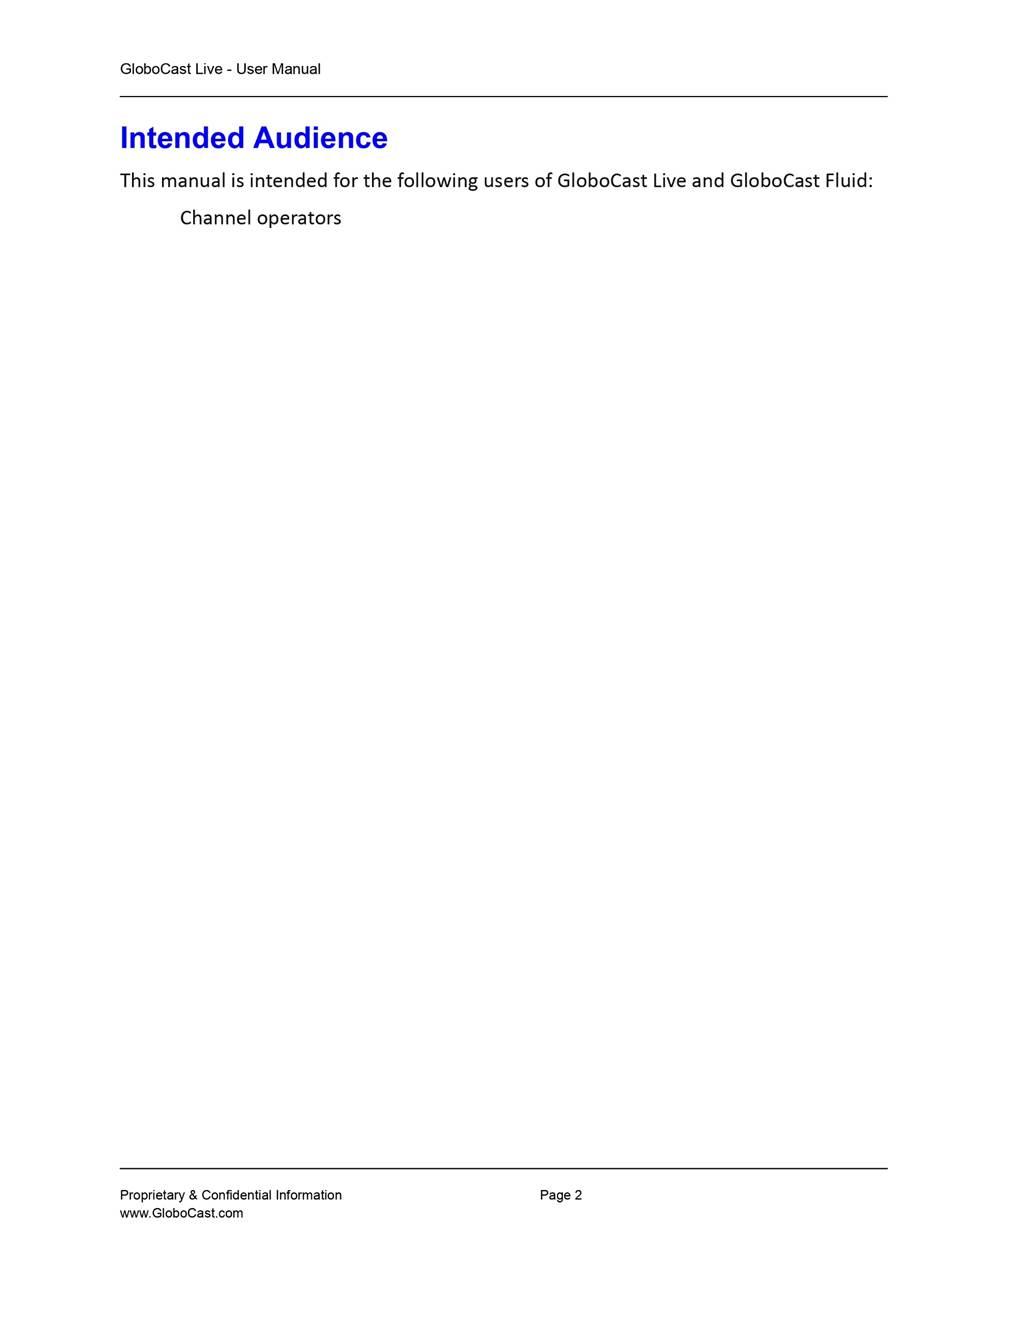 GloboCast Live - User Manual
Intended Audience
This manual is intended for the following users of GloboCast Live and GloboCast Fluid:
Channel operators
Proprietary & Confidential Information Page 2
www.GloboCast.com